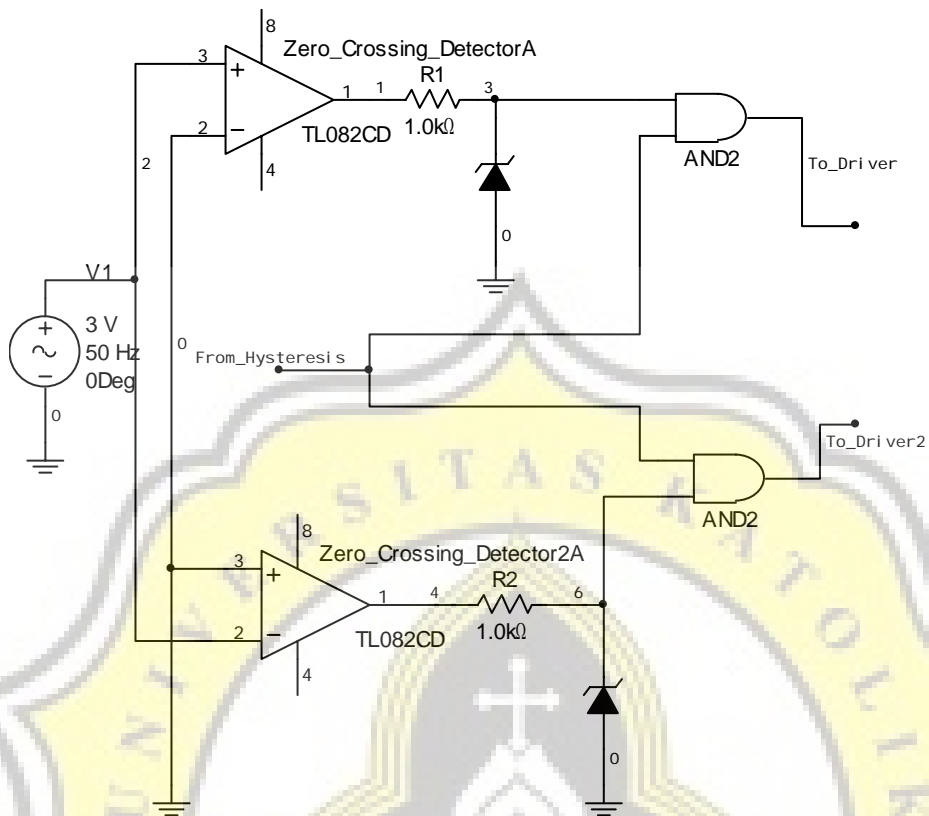 8
Zero_Crossing_DetectorA
3
+
R1
1
1
3
2
−
1.0kΩ
TL082CD
AND2
4
2
To_Driver
0
V1
+
3 V
50 Hz
0Deg
−
0
0
From_Hysteresis
To_Driver2
AND2
8
Zero_Crossing_Detector2A
3
+
R2
1
4
6
2
−
1.0kΩ
TL082CD
4
0
UNIVERSITAS KATOLIK